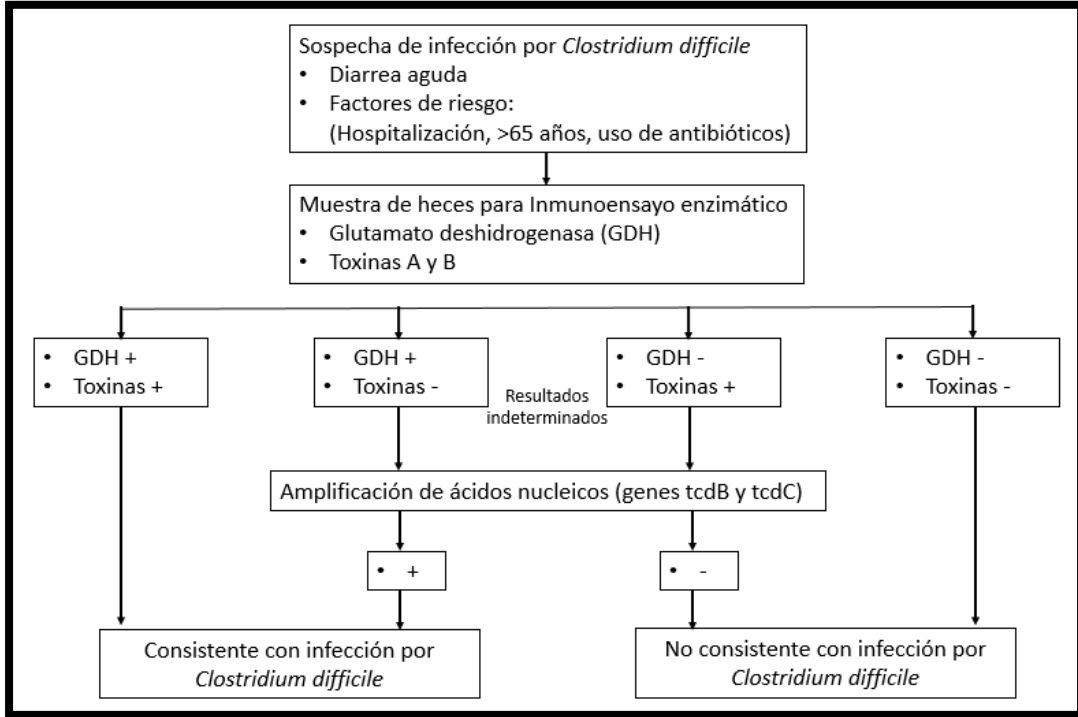 Sospecha de infección por Clostridium difficile
• Diarrea aguda
• Factores de riesgo:
(Hospitalización, >65 años, uso de antibióticos)
Muestra de heces para Inmunoensayo enzimático
• Glutamato deshidrogenasa (GDH)
• Toxinas A y B
• GDH +
• Toxinas +
• GDH +
• Toxinas -
Resultados
indeterminados
• GDH -
• Toxinas +
• GDH -
• Toxinas -
Amplificación de ácidos nucleicos (genes tcdB y tcdC)
• +
• -
Consistente con infección por
Clostridium difficile
No consistente con infección por
Clostridium difficile